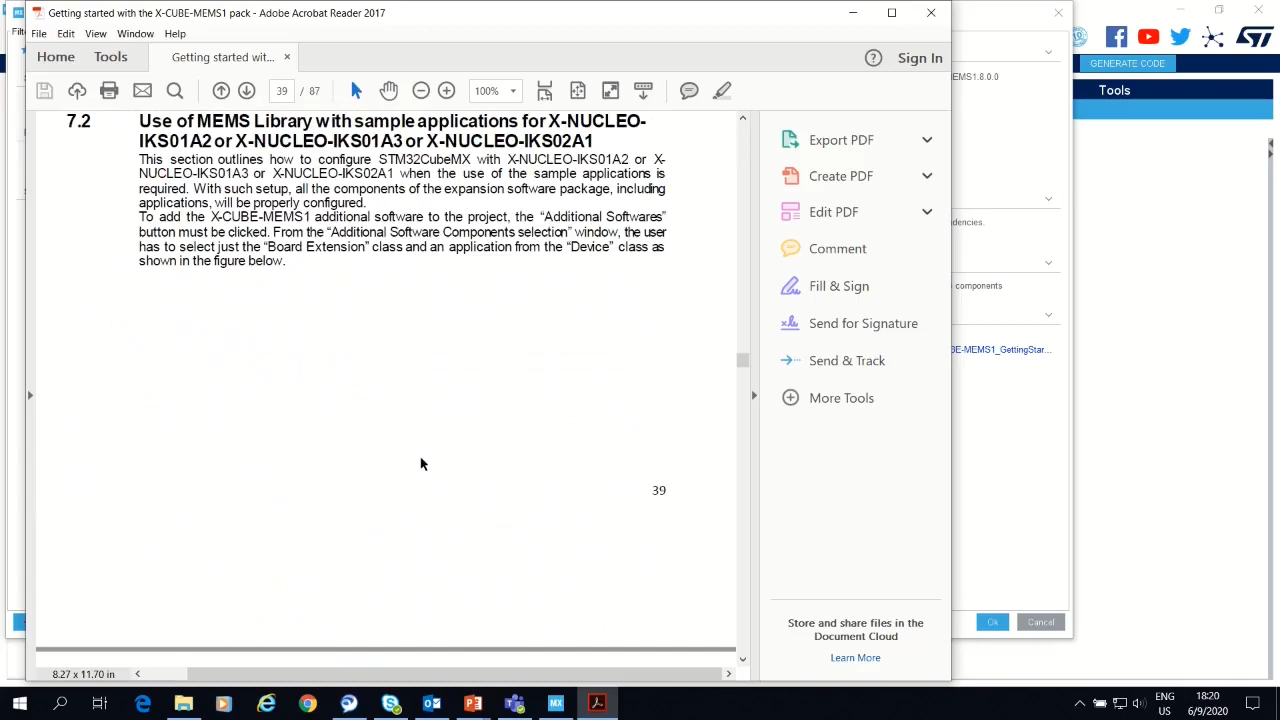 Getting started with the X-CUBE-MEMS1 pack - Adobe Acrobat Reader 2017
File Edit View Window Help
Home Tools Getting started wit... × Sign In
39 / 87 100%
GENERATE CODE
EMS1.8.0.0
Tools
7.2 Use of MEMS Library with sample applications for X-NUCLEO-
IKS01A2 or X-NUCLEO-IKS01A3 or X-NUCLEO-IKS02A1
This section outlines how to configure STM32CubeMX with X-NUCLEO-IKS01A2 or X-
NUCLEO-IKS01A3 or X-NUCLEO-IKS02A1 when the use of the sample applications is
required. With such setup, all the components of the expansion software package, including
applications, will be properly configured.
To add the X-CUBE-MEMS1 additional software to the project, the “Additional Softwares”
button must be clicked. From the “Additional Software Components selection” window, the user
has to select just the “Board Extension” class and an application from the “Device” class as
shown in the figure below.
39
Export PDF
Create PDF
Edit PDF
Comment
Fill & Sign
Send for Signature
Send & Track
More Tools
Store and share files in the
Document Cloud
Learn More
dencies.
components
BE-MEMS1_GettingStar...
Ok Cancel
8.27 x 11.70 in
ENG
US
18:20
6/9/2020